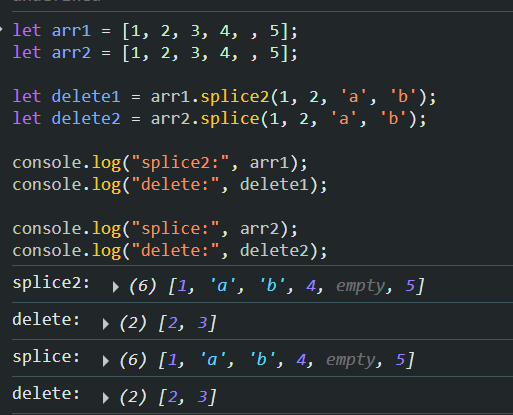 undefined
let arr1 = [1, 2, 3, 4, , 5];
let arr2 = [1, 2, 3, 4, , 5];
let delete1 = arr1.splice2(1, 2, 'a', 'b');
let delete2 = arr2.splice(1, 2, 'a', 'b');
console.log("splice2:", arr1);
console.log("delete:", delete1);
console.log("splice:", arr2);
console.log("delete:", delete2);
splice2: ▶ (6) [1, 'a', 'b', 4, empty, 5]
delete: ▶ (2) [2, 3]
splice: ▶ (6) [1, 'a', 'b', 4, empty, 5]
delete: ▶ (2) [2, 3]